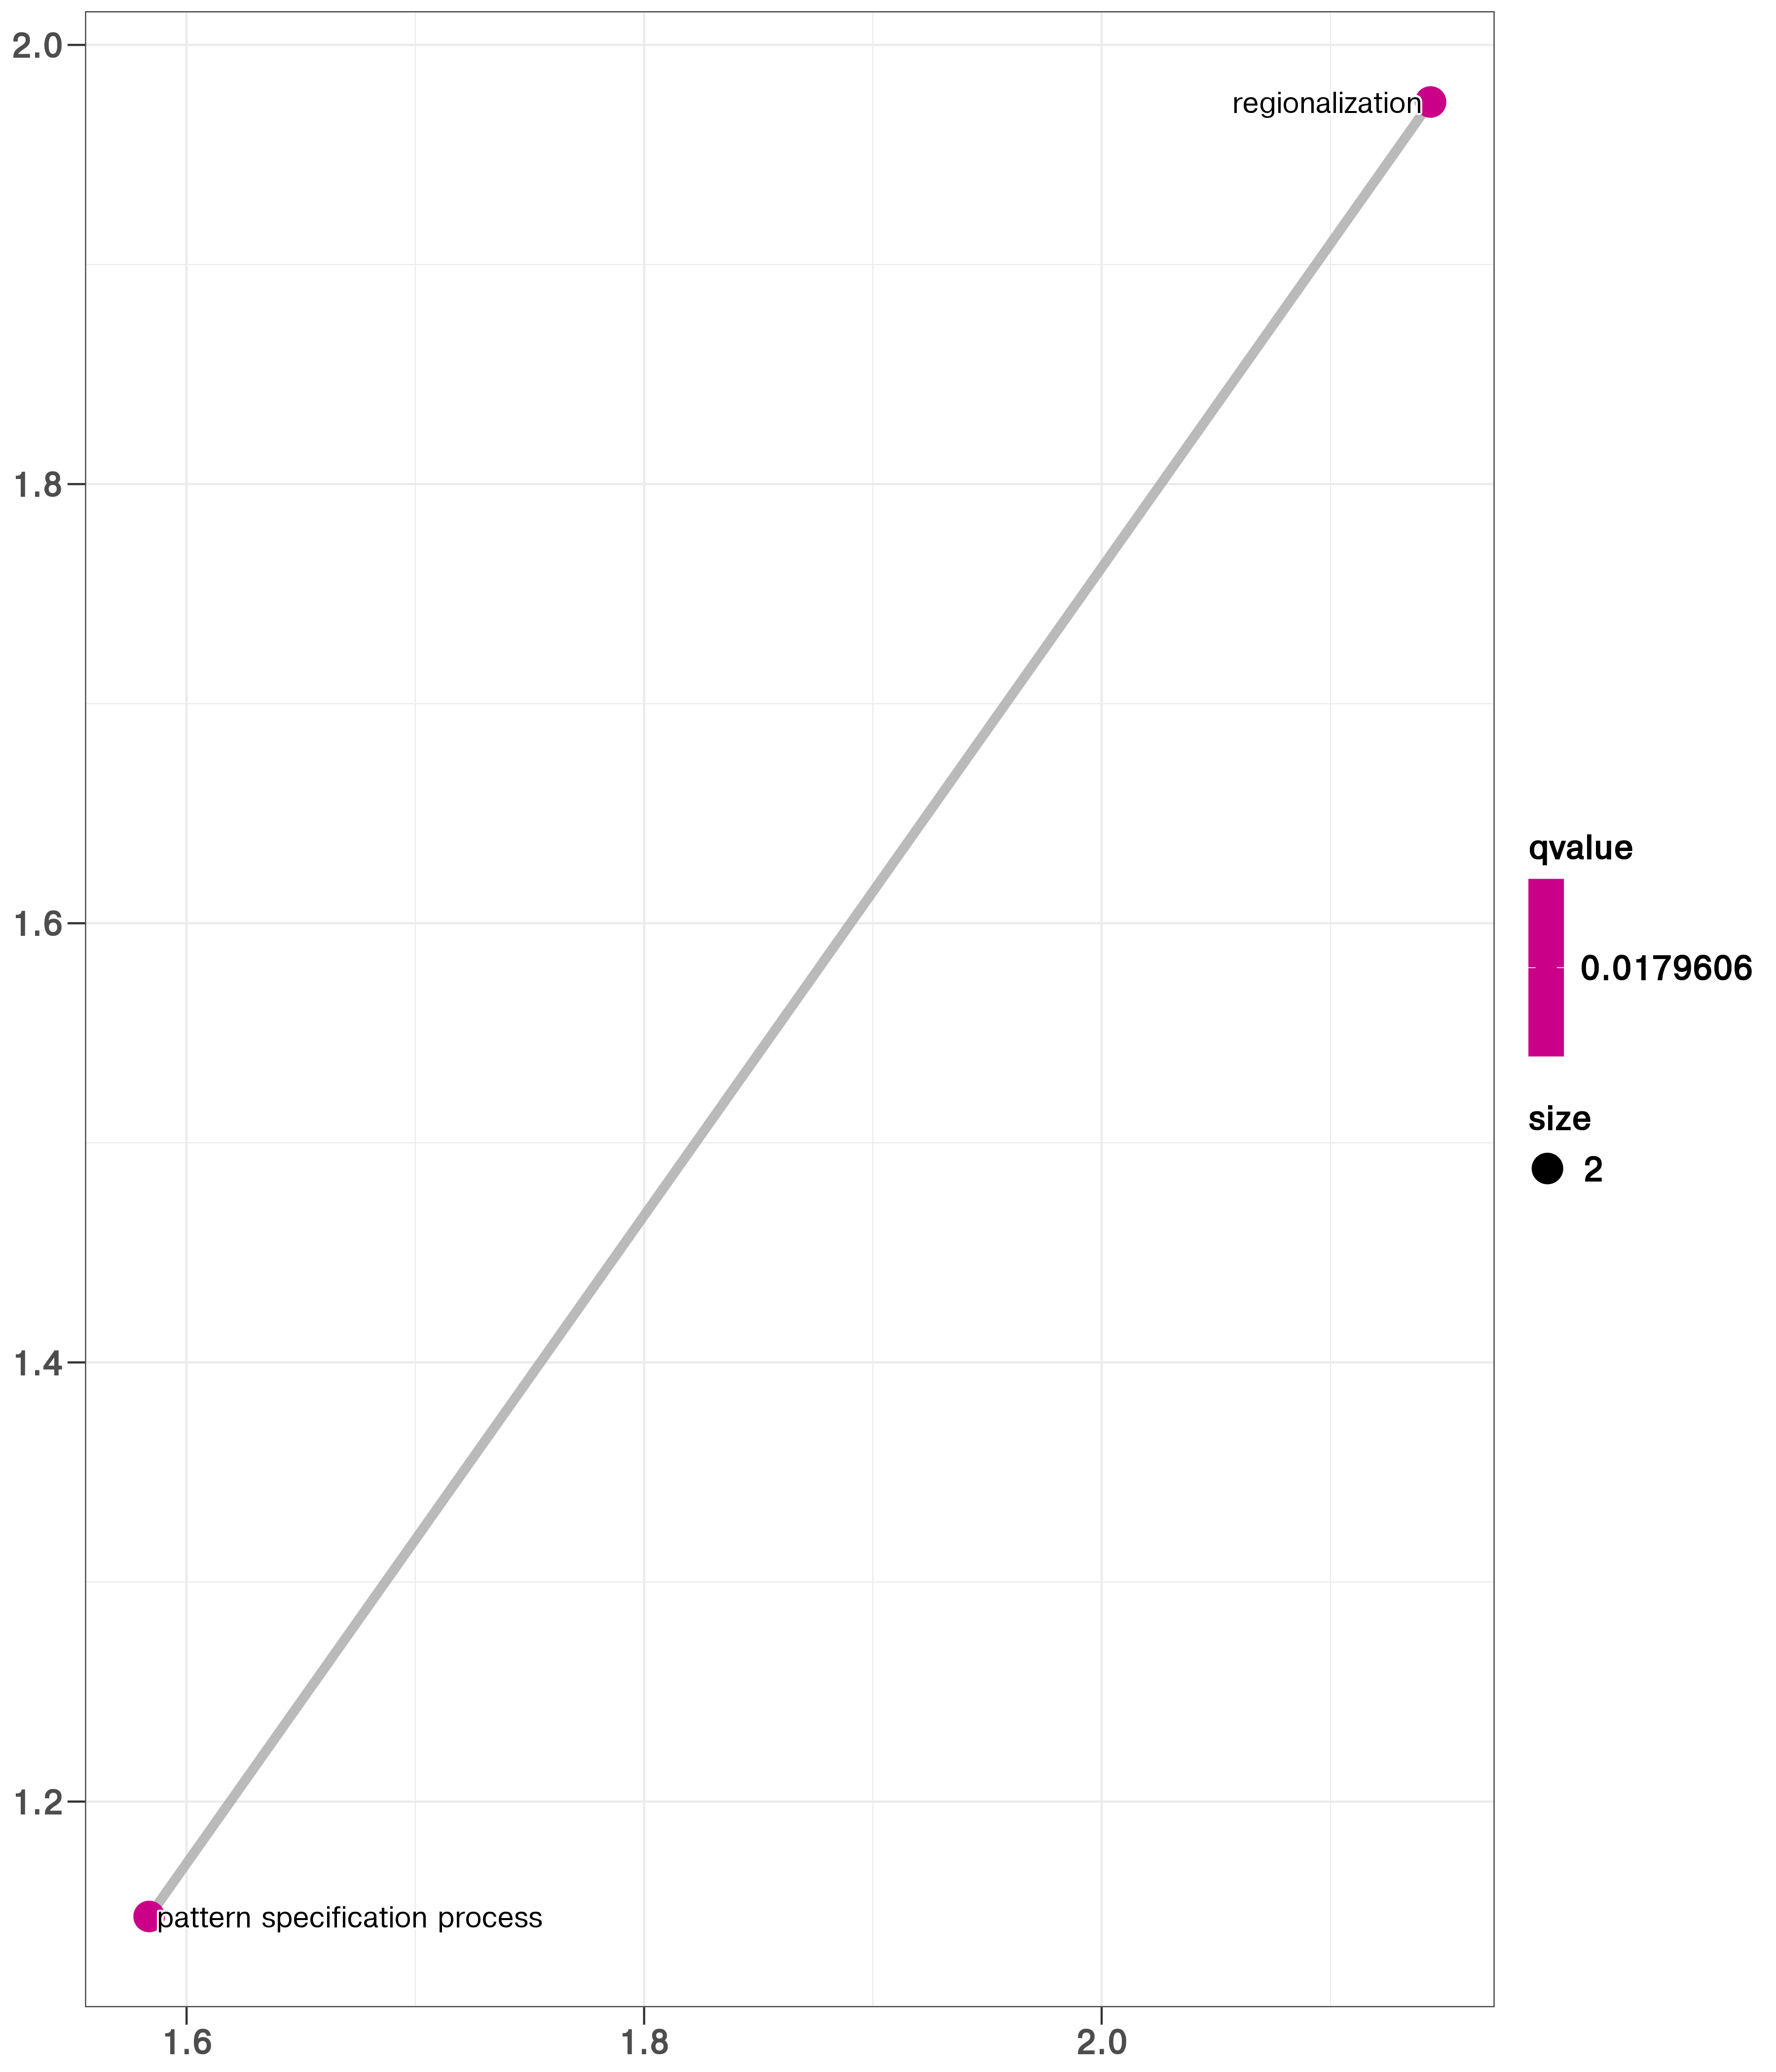 2.0
1.8
1.6
1.4
1.2
regionalization
pattern specification process
1.6
1.8
2.0
qvalue
0.0179606
size
2